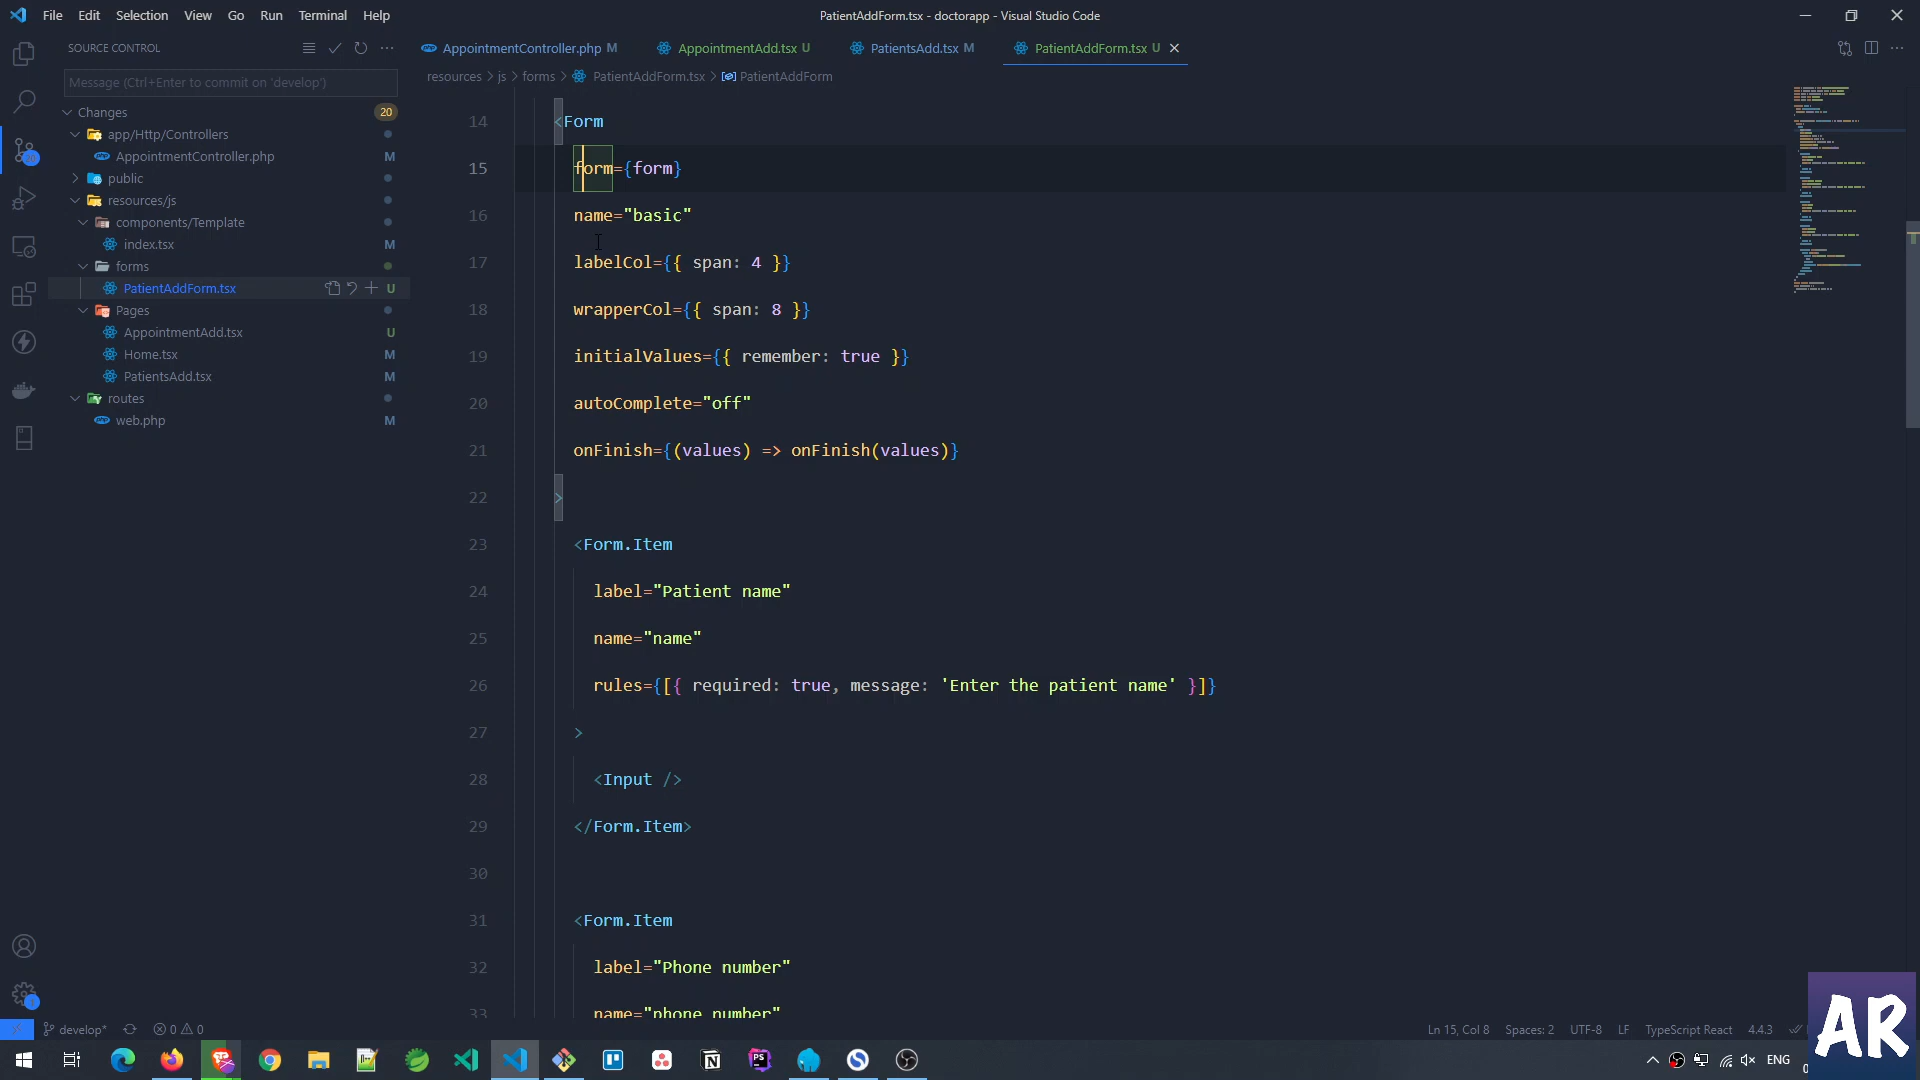 File Edit Selection View Go Run Terminal Help
PatientAddForm.tsx - doctorapp - Visual Studio Code
SOURCE CONTROL
Message (Ctrl+Enter to commit on 'develop')
Changes 20
app/Http/Controllers
AppointmentController.php M
public
resources/js
components/Template
index.tsx M
forms
PatientAddForm.tsx U
Pages
AppointmentAdd.tsx U
Home.tsx M
PatientsAdd.tsx M
routes
web.php M
AppointmentController.php M AppointmentAdd.tsx U PatientsAdd.tsx M PatientAddForm.tsx U
resources > js > forms > PatientAddForm.tsx > PatientAddForm
14 <Form
15 form={form}
16 name="basic"
17 labelCol={{ span: 4 }}
18 wrapperCol={{ span: 8 }}
19 initialValues={{ remember: true }}
20 autoComplete="off"
21 onFinish={(values) => onFinish(values)}
22 >
23 <Form.Item
24 label="Patient name"
25 name="name"
26 rules={[{ required: true, message: 'Enter the patient name' }]}
27 >
28 <Input />
29 </Form.Item>
30
31 <Form.Item
32 label="Phone number"
33 name="phone_number"
develop* 0 0
Ln 15, Col 8 Spaces: 2 UTF-8 LF TypeScript React 4.4.3
ENG
AR